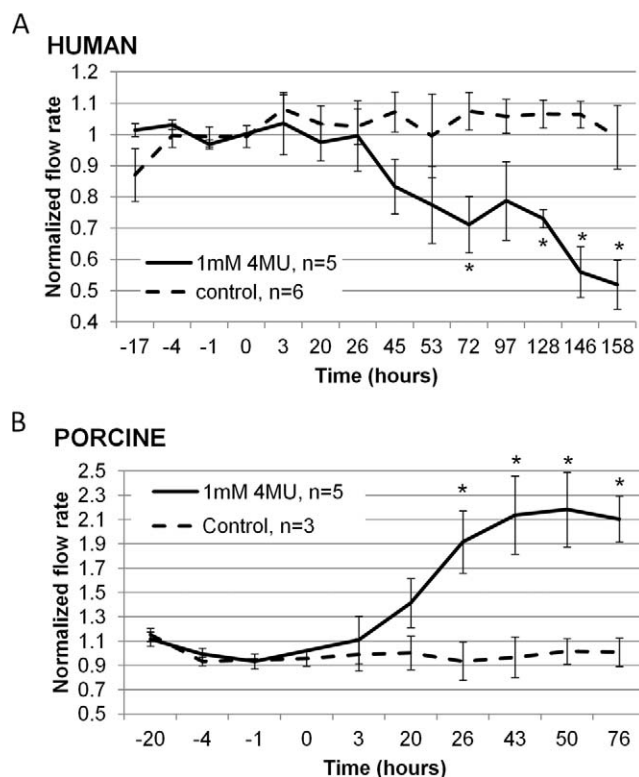 A
HUMAN
Normalized flow rate
1.2
1.1
1
0.9
0.8
0.7
0.6
0.5
0.4
* * * *
1mM 4MU, n=5
control, n=6
-17 -4 -1 0 3 20 26 45 53 72 97 128 146 158
Time (hours)
B
PORCINE
Normalized flow rate
2.5
2.3
2.1
1.9
1.7
1.5
1.3
1.1
0.9
0.7
0.5
* * * *
1mM 4MU, n=5
Control, n=3
-20 -4 -1 0 3 20 26 43 50 76
Time (hours)